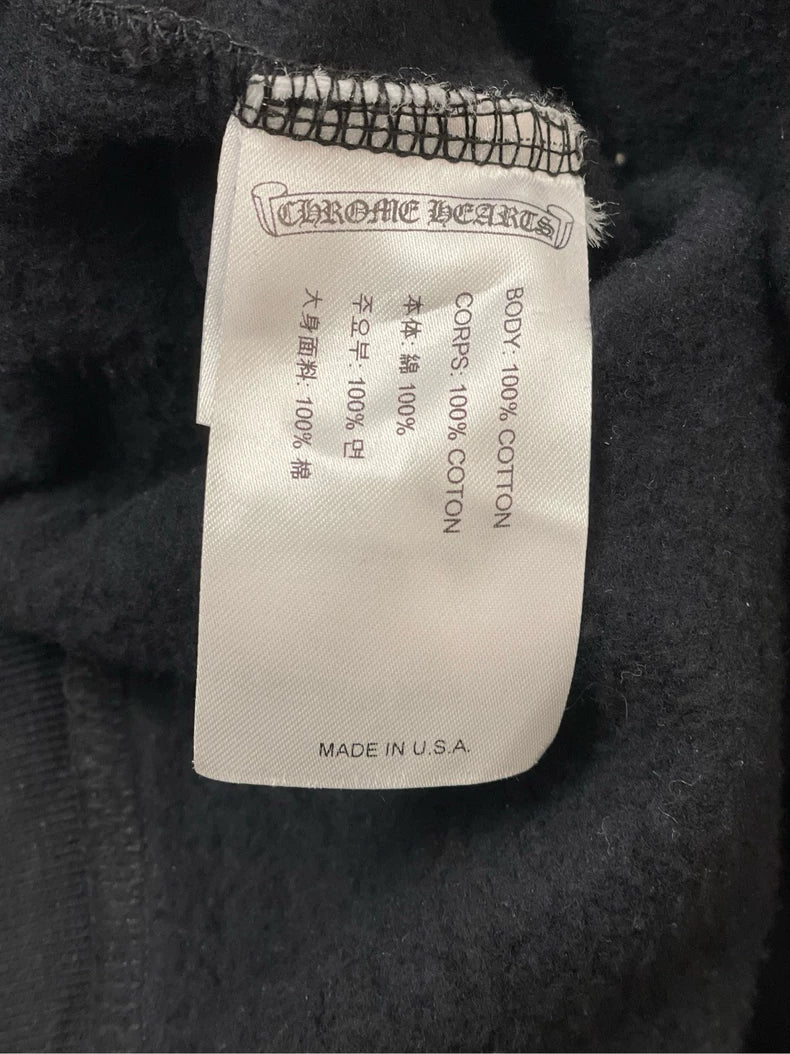 CHROME HEARTS
BODY: 100% COTTON
CORPS: 100% COTON
本体: 綿 100%
주요부: 100% 면
大身面料: 100% 棉
MADE IN U.S.A.